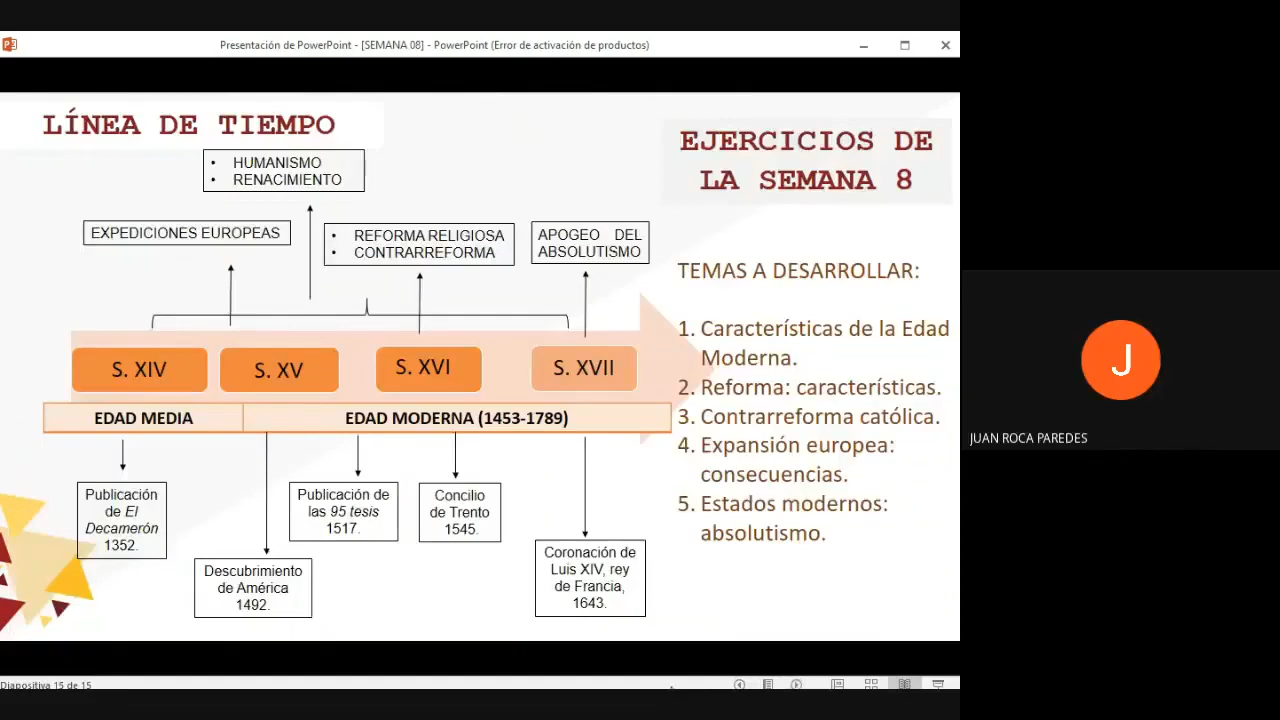 Presentación de PowerPoint - [SEMANA 08] - PowerPoint (Error de activación de productos)
LÍNEA DE TIEMPO
• HUMANISMO
• RENACIMIENTO
EXPEDICIONES EUROPEAS
• REFORMA RELIGIOSA
• CONTRARREFORMA
APOGEO DEL
ABSOLUTISMO
S. XIV
S. XV
S. XVI
S. XVII
EDAD MEDIA
EDAD MODERNA (1453-1789)
Publicación
de El
Decamerón
1352.
Descubrimiento
de América
1492.
Publicación de
las 95 tesis
1517.
Concilio
de Trento
1545.
Coronación de
Luis XIV, rey
de Francia,
1643.
EJERCICIOS DE
LA SEMANA 8
TEMAS A DESARROLLAR:
1. Características de la Edad
Moderna.
2. Reforma: características.
3. Contrarreforma católica.
4. Expansión europea:
consecuencias.
5. Estados modernos:
absolutismo.
J
JUAN ROCA PAREDES
Diapositiva 15 de 15